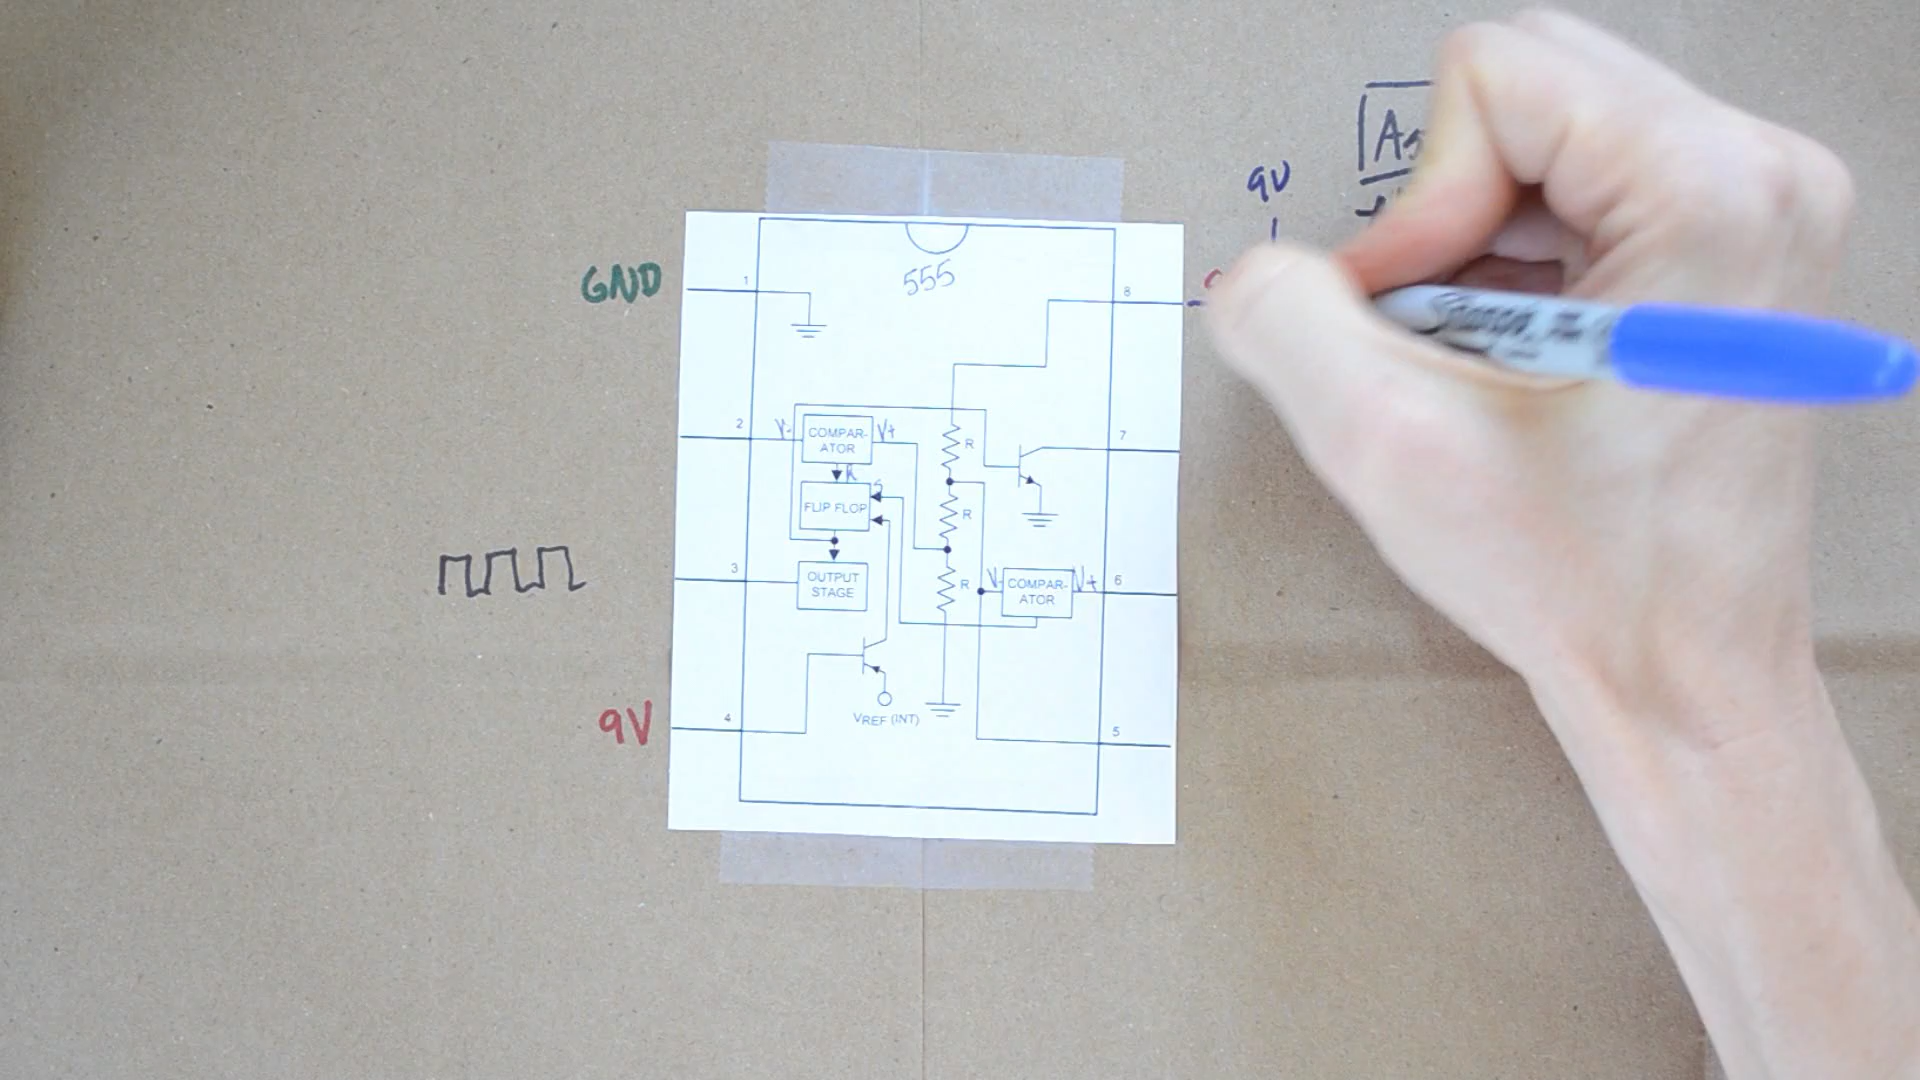 9V
GND
555
1
8
2
7
V-
COMPAR-
ATOR
V+
R
R
S
FLIP FLOP
R
3
6
OUTPUT
STAGE
R
V-
COMPAR-
ATOR
V+
9V
4
VREF (INT)
5